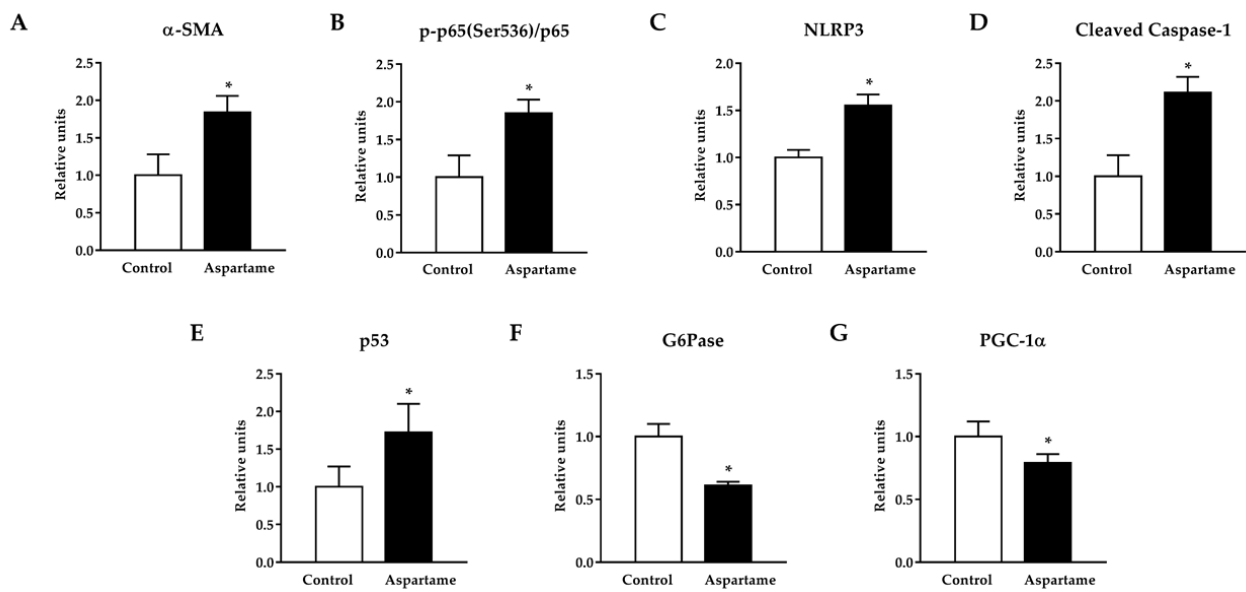 A
α-SMA
Relative units
2.5
2.0
1.5
1.0
0.5
0.0
*
Control
Aspartame
B
p-p65(Ser536)/p65
Relative units
2.5
2.0
1.5
1.0
0.5
0.0
*
Control
Aspartame
C
NLRP3
Relative units
2.0
1.5
1.0
0.5
0.0
*
Control
Aspartame
D
Cleaved Caspase-1
Relative units
2.5
2.0
1.5
1.0
0.5
0.0
*
Control
Aspartame
E
p53
Relative units
2.5
2.0
1.5
1.0
0.5
0.0
*
Control
Aspartame
F
G6Pase
Relative units
1.5
1.0
0.5
0.0
*
Control
Aspartame
G
PGC-1α
Relative units
1.5
1.0
0.5
0.0
*
Control
Aspartame